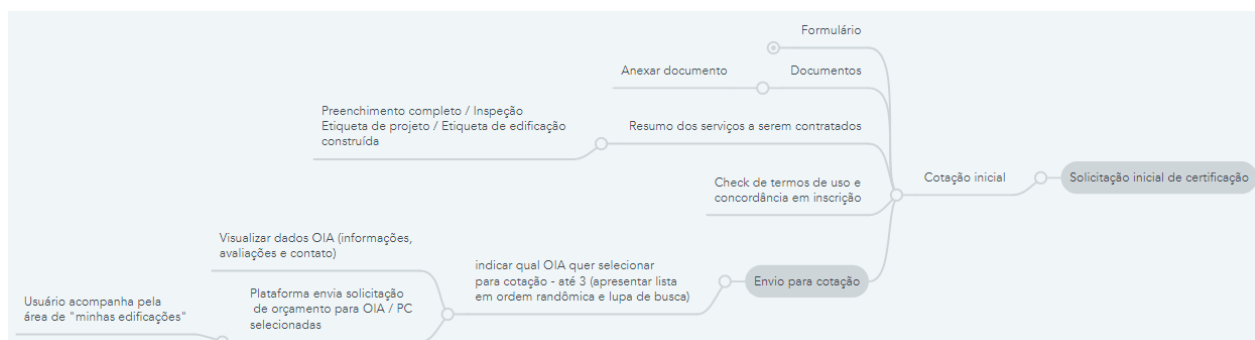 Formulário
Anexar documento
Documentos
Preenchimento completo / Inspeção
Etiqueta de projeto / Etiqueta de edificação
construída
Resumo dos serviços a serem contratados
Check de termos de uso e
concordância em inscrição
Cotação inicial
Solicitação inicial de certificação
Visualizar dados OIA (informações,
avaliações e contato)
indicar qual OIA quer selecionar
para cotação - até 3 (apresentar lista
em ordem randômica e lupa de busca)
Envio para cotação
Plataforma envia solicitação
de orçamento para OIA / PC
selecionadas
Usuário acompanha pela
área de "minhas edificações"